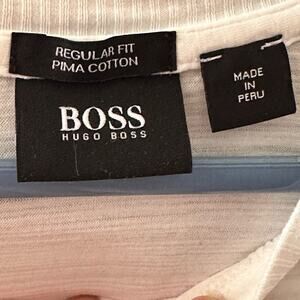 REGULAR FIT
PIMA COTTON
BOSS
HUGO BOSS
MADE
IN
PERU